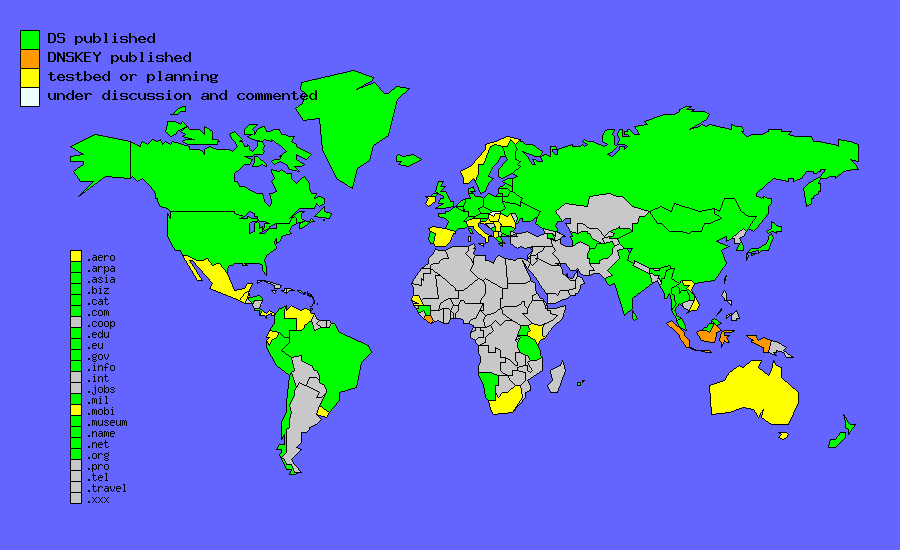 DS published
DNSKEY published
testbed or planning
under discussion and commented
.aero
.arpa
.asia
.biz
.cat
.com
.coop
.edu
.eu
.gov
.info
.int
.jobs
.mil
.mobi
.museum
.name
.net
.org
.pro
.tel
.travel
.xxx